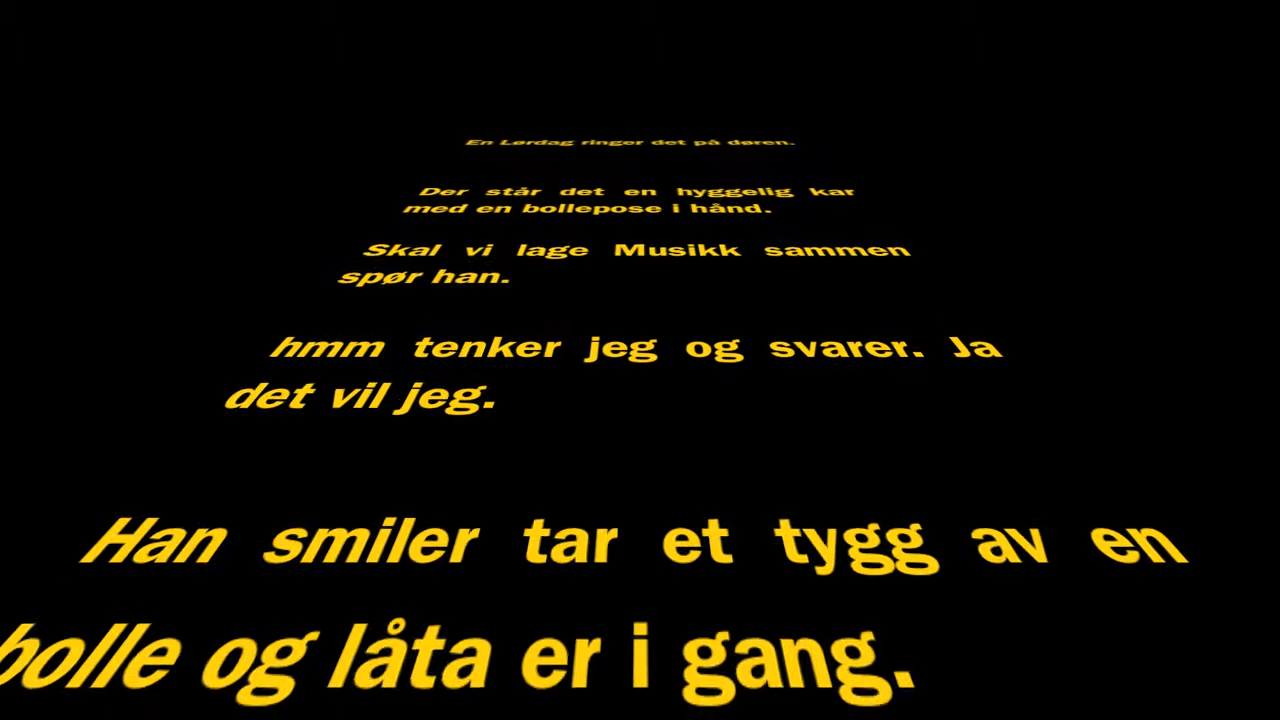 En Lørdag ringer det på døren.
Der står det en hyggelig kar
med en bollepose i hånd.
Skal vi lage Musikk sammen
spør han.
hmm tenker jeg og svarer. Ja
det vil jeg.
Han smiler tar et tygg av en
bolle og låta er i gang.